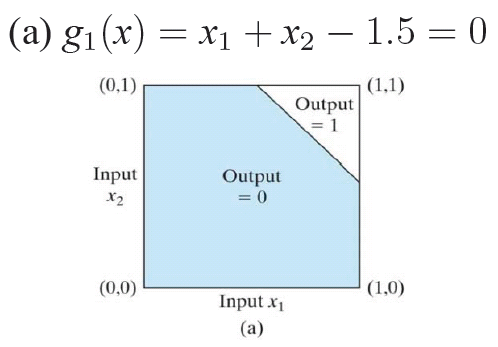 (a) g₁(x) = x₁ + x₂ − 1.5 = 0
(0,1)
(1,1)
Output
= 1
Input
x₂
Output
= 0
(0,0)
(1,0)
Input x₁
(a)